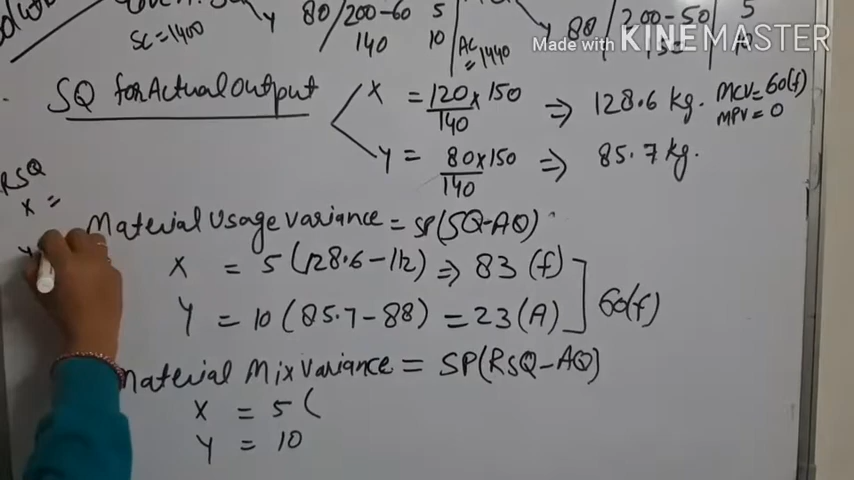 Y 80/200-60 5
SC=1400 140 10 AC=1440
Y 88 200-50 5
Made with KINEMASTER
SQ for Actual Output
X = 120/140 x 150 ⇒ 128.6 kg. MCV=60(f)
MPV=0
Y = 80x150/140 ⇒ 85.7 kg.
RSQ
X =
Y
Material Usage Variance = SP(SQ-AQ)
X = 5(128.6-112) ⇒ 83 (f)
Y = 10 (85.7-88) = 23 (A) 60(f)
Material Mix Variance = SP(RSQ-AQ)
X = 5 (
Y = 10